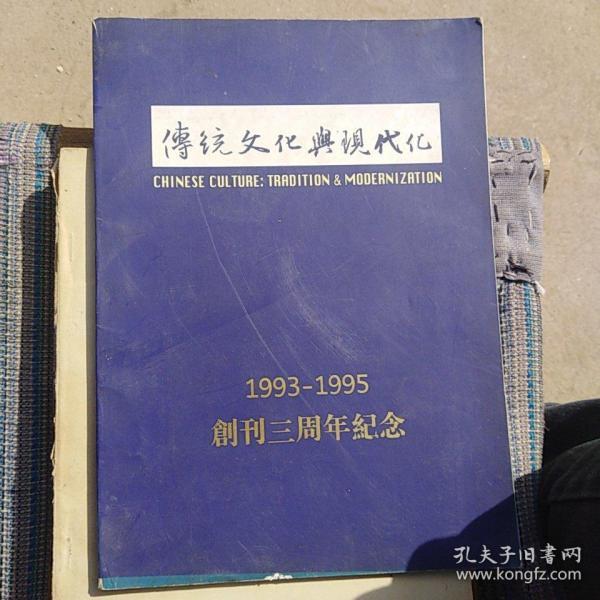 傳统文化與現代化
CHINESE CULTURE: TRADITION & MODERNIZATION
1993-1995
創刊三周年紀念
孔夫子旧書网
www.kongfz.com